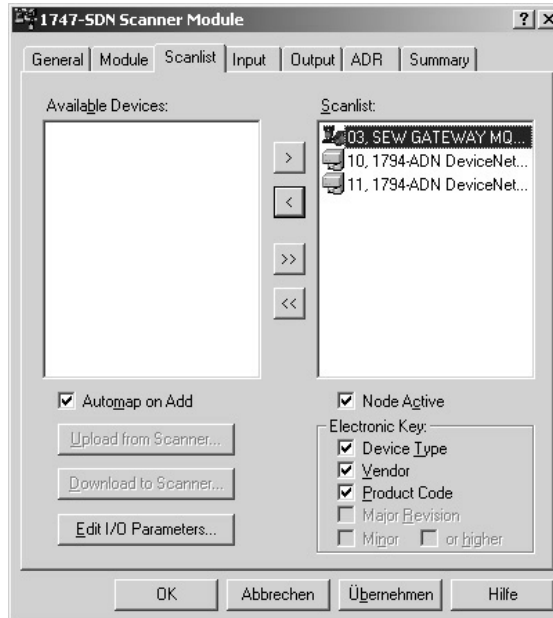 1747-SDN Scanner Module
? x
General Module Scanlist Input Output ADR Summary
Available Devices:
Scanlist:
03, SEW GATEWAY MQ...
10, 1794-ADN DeviceNet...
11, 1794-ADN DeviceNet...
>
<
>>
<<
Automap on Add
Node Active
Upload from Scanner...
Download to Scanner...
Edit I/O Parameters...
Electronic Key:
Device Type
Vendor
Product Code
Major Revision
Minor or higher
OK Abbrechen Übernehmen Hilfe